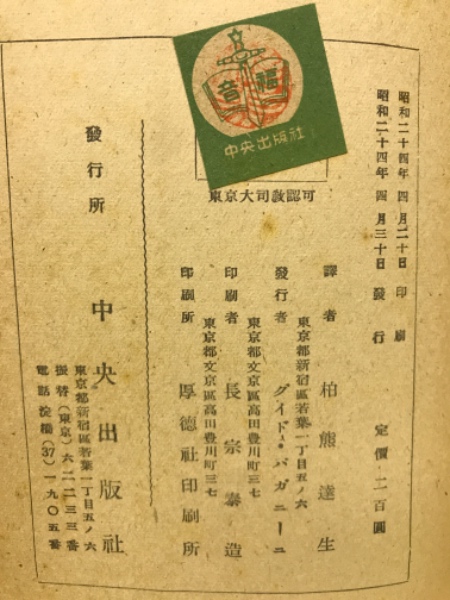 昭和二十四年 四月二十日 印刷
昭和二十四年 四月三十日 發行
定價 二百圓
福音
中央出版社
東京大司教認可
譯者 柏熊達生
東京都新宿區若葉一丁目五ノ六
發行者 グイド・パガニーニ
東京都文京區高田豊川町三七
印刷者 長宗泰造
東京都文京區高田豊川町三七
印刷所 厚德社印刷所
發行所 中央出版社
東京都新宿區若葉一丁目五ノ六
振替(東京)六二二三三番
電話淀橋(37)一九〇五番